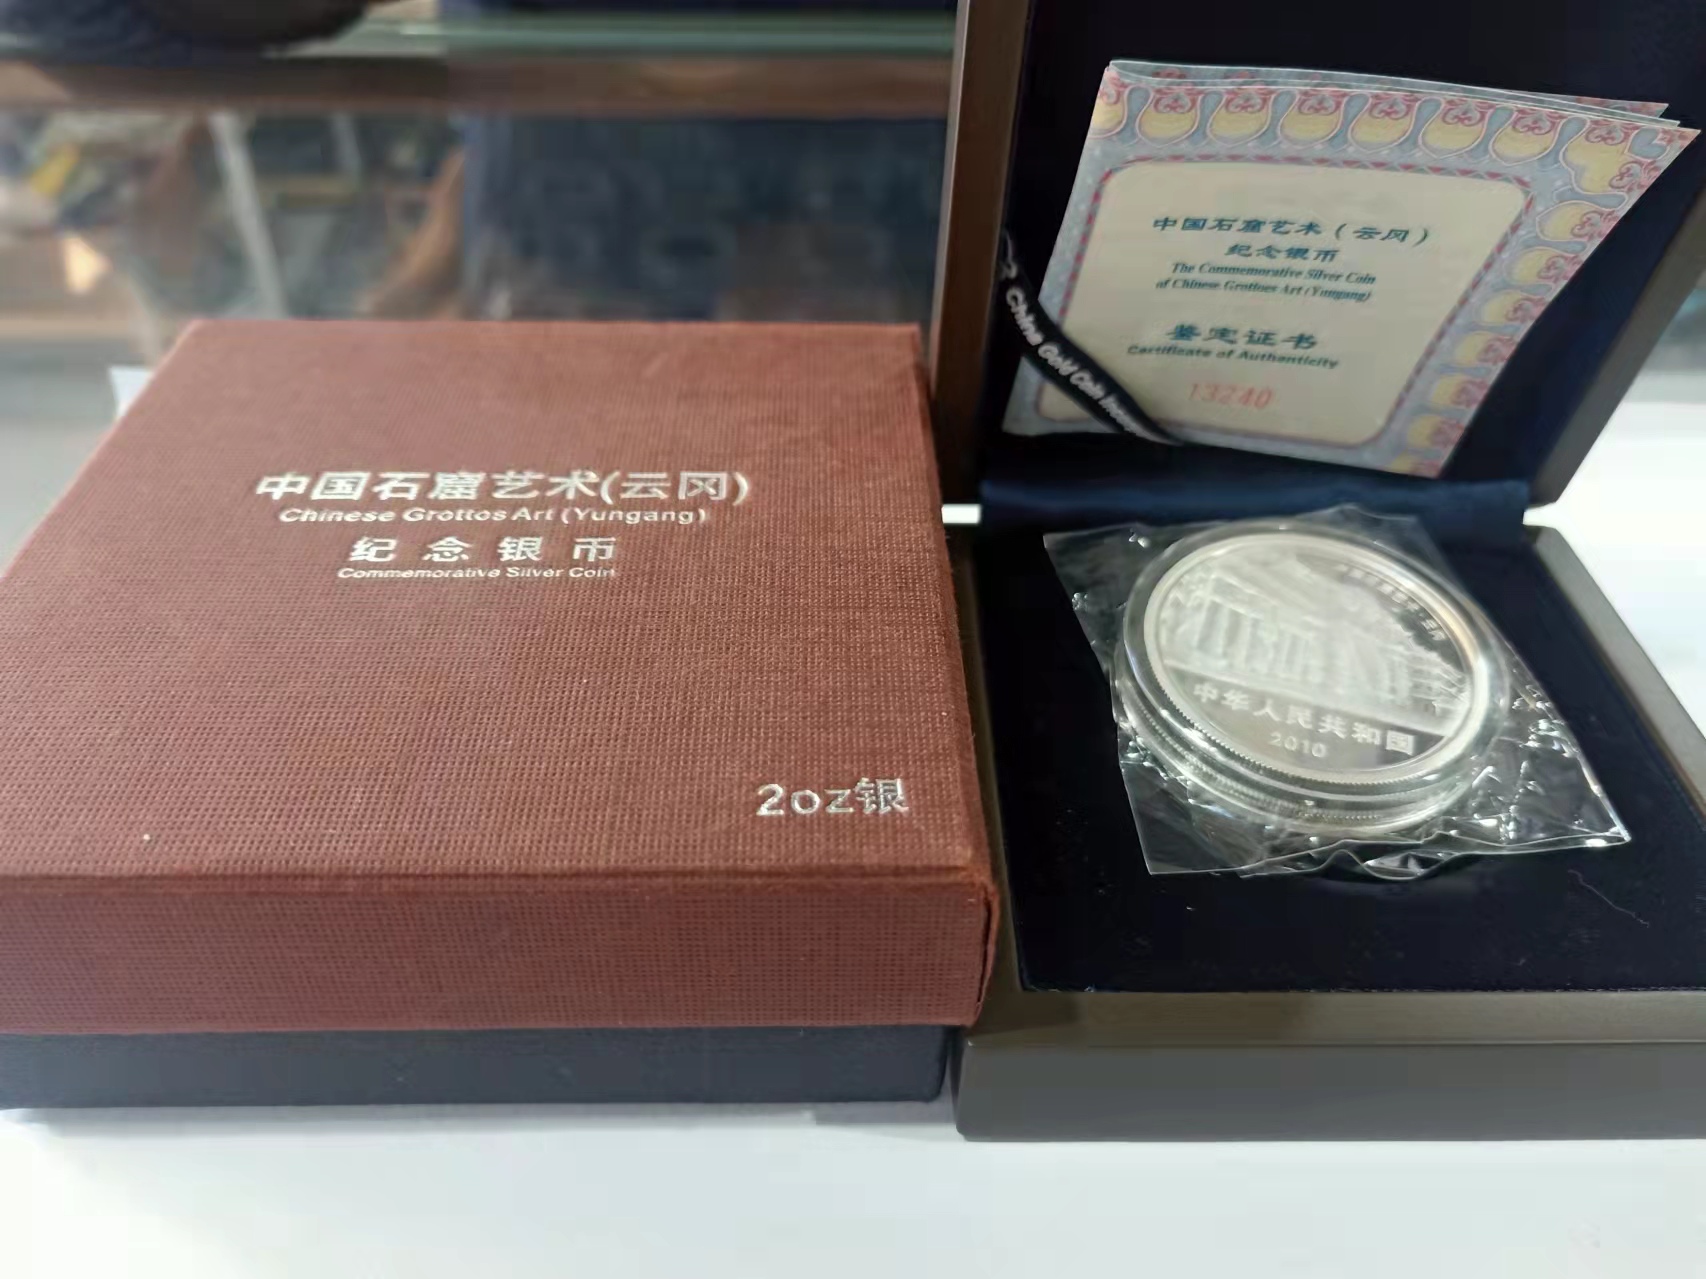 中国石窟艺术(云冈)
Chinese Grottos Art (Yungang)
纪念银币
Commemorative Silver Coin
2oz银
中国石窟艺术(云冈)
纪念银币
The Commemorative Silver Coin
of Chinese Grottoes Art (Yungang)
鉴定证书
Certificate of Authenticity
13240
China Gold Coin
中华人民共和国
2010